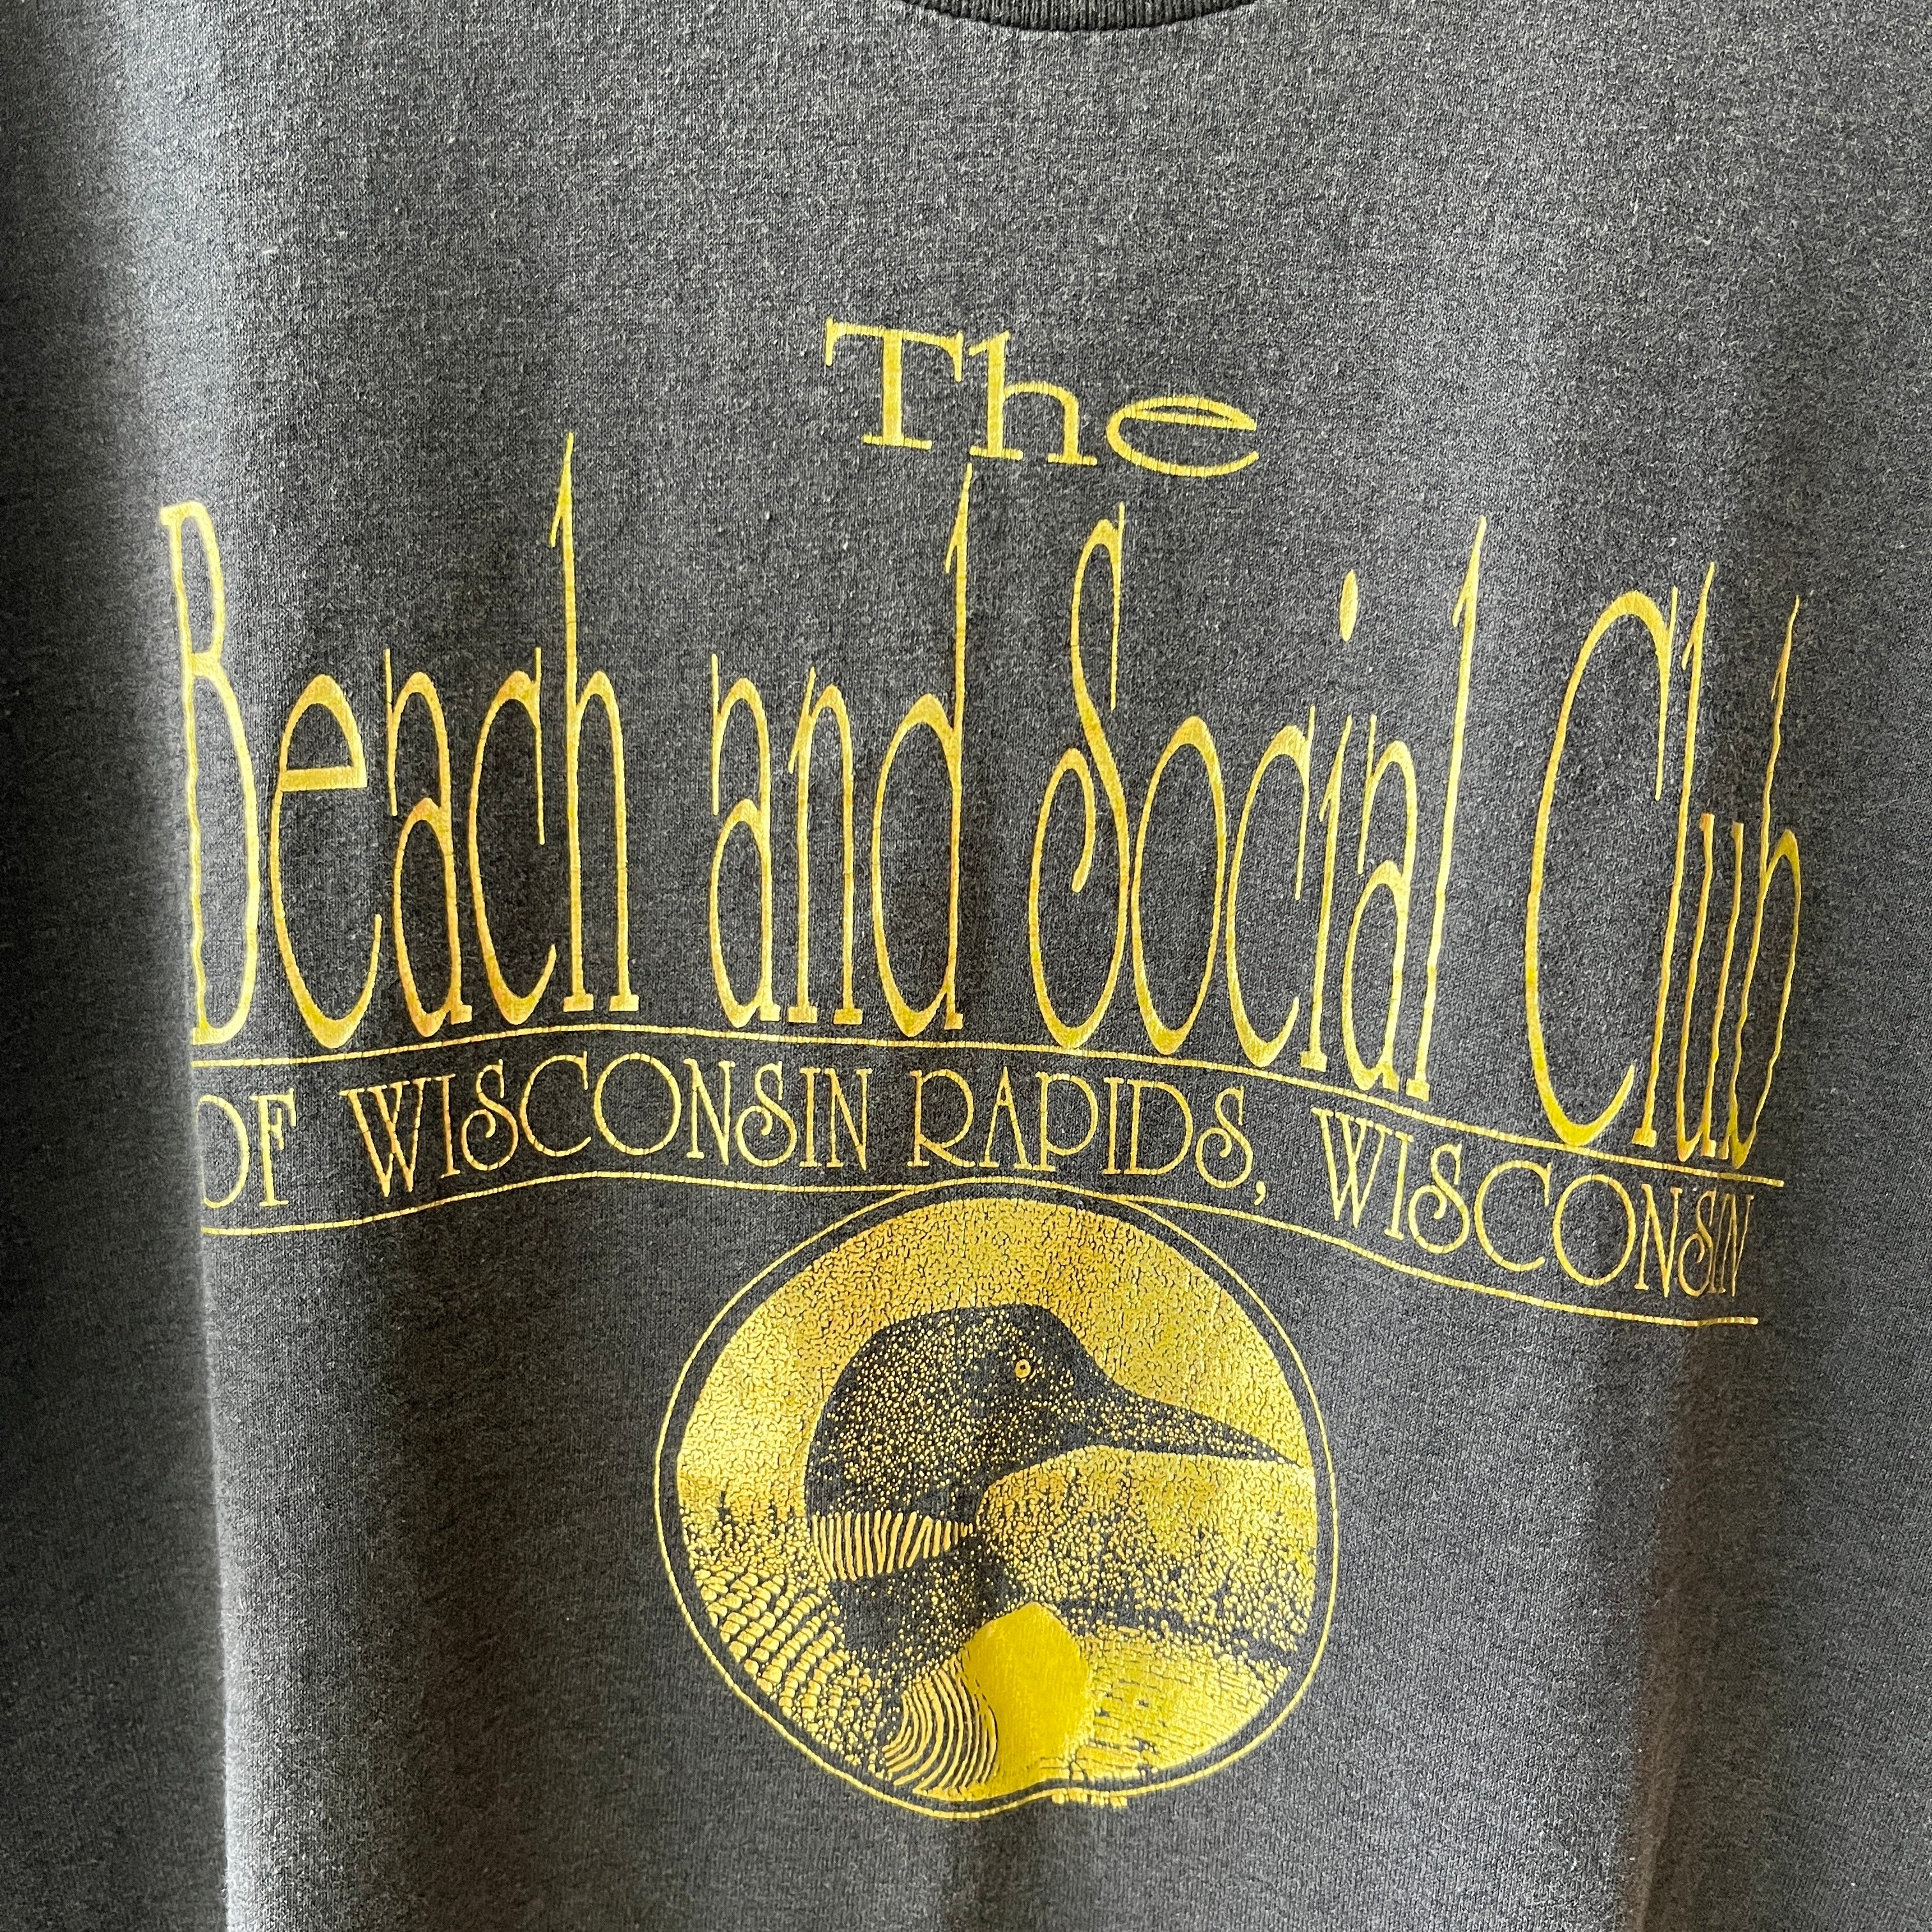 The
Beach and Social Club
OF WISCONSIN RAPIDS, WISCONSIN